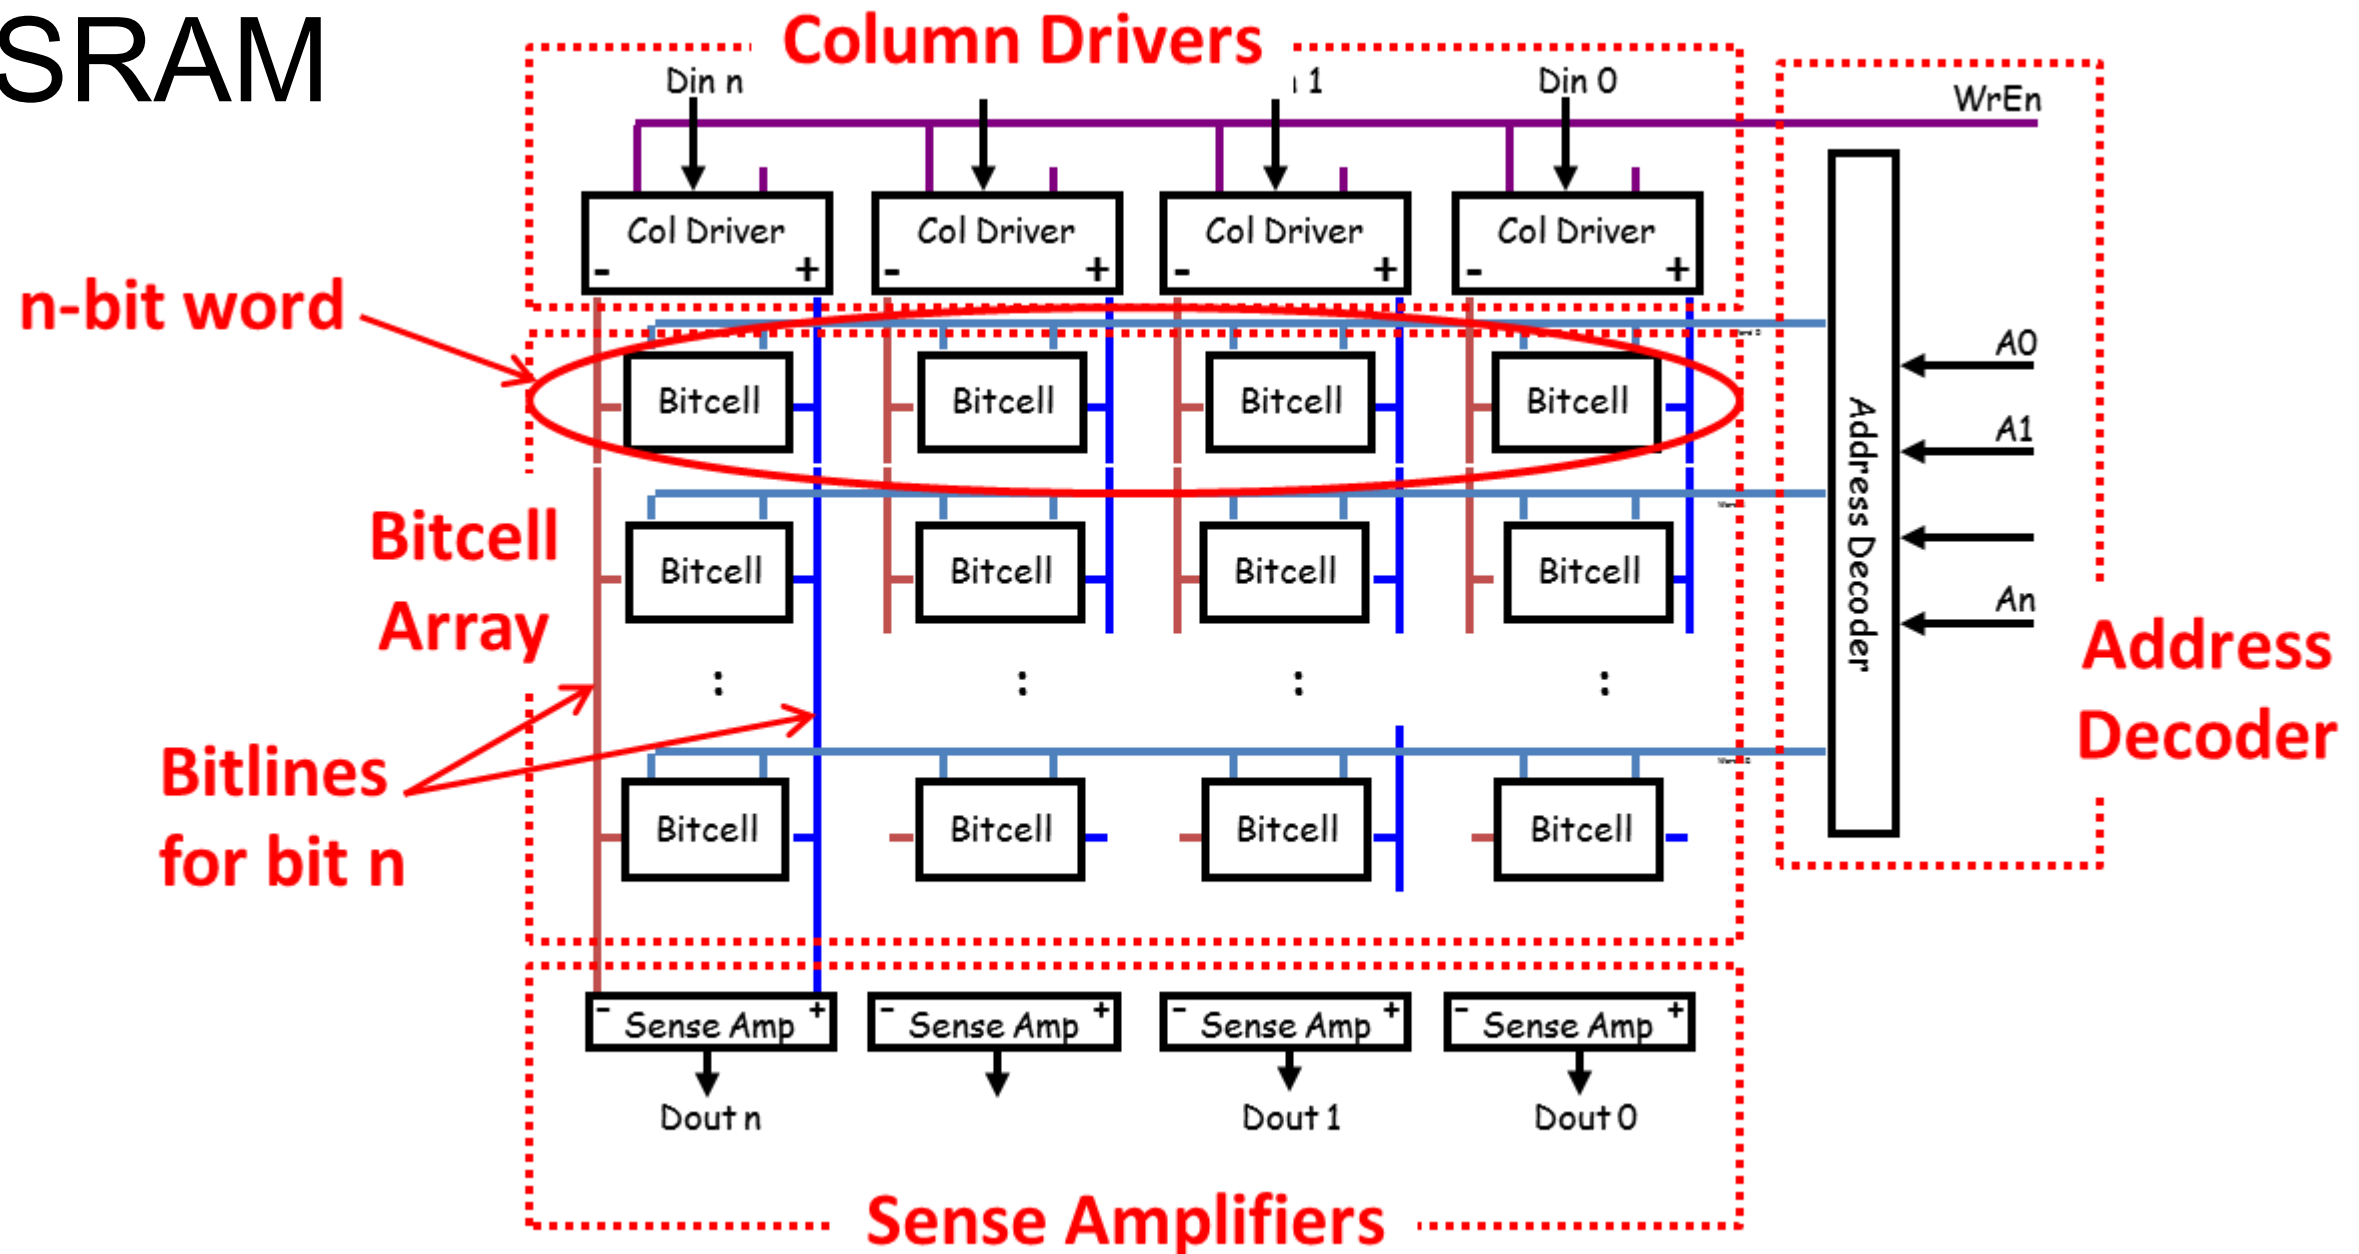 SRAM
Column Drivers
Din n
1
Din 0
WrEn
Col Driver
Col Driver
Col Driver
Col Driver
- +
- +
- +
- +
n-bit word
Bitcell
Bitcell
Bitcell
Bitcell
A0
A1
An
Address Decoder
Bitcell
Array
Bitcell
Bitcell
Bitcell
Bitcell
:
:
:
:
Address
Decoder
Bitlines
for bit n
Bitcell
Bitcell
Bitcell
Bitcell
- Sense Amp +
- Sense Amp +
- Sense Amp +
- Sense Amp +
Dout n
Dout 1
Dout 0
Sense Amplifiers